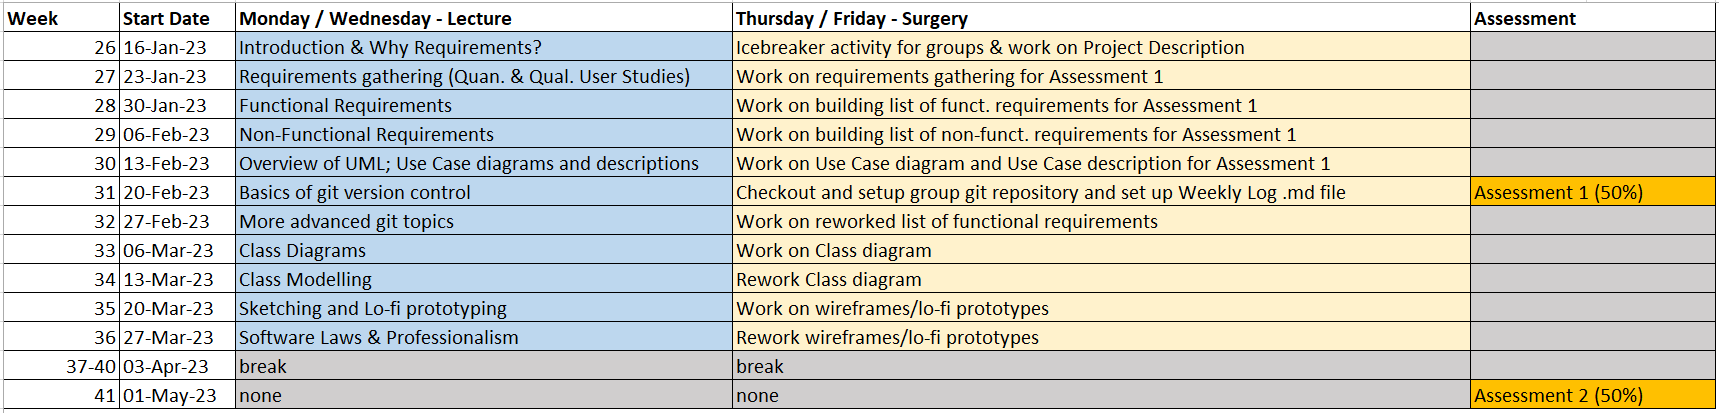 Week Start Date Monday / Wednesday - Lecture Thursday / Friday - Surgery Assessment
26 16-Jan-23 Introduction & Why Requirements? Icebreaker activity for groups & work on Project Description
27 23-Jan-23 Requirements gathering (Quan. & Qual. User Studies) Work on requirements gathering for Assessment 1
28 30-Jan-23 Functional Requirements Work on building list of funct. requirements for Assessment 1
29 06-Feb-23 Non-Functional Requirements Work on building list of non-funct. requirements for Assessment 1
30 13-Feb-23 Overview of UML; Use Case diagrams and descriptions Work on Use Case diagram and Use Case description for Assessment 1
31 20-Feb-23 Basics of git version control Checkout and setup group git repository and set up Weekly Log .md file Assessment 1 (50%)
32 27-Feb-23 More advanced git topics Work on reworked list of functional requirements
33 06-Mar-23 Class Diagrams Work on Class diagram
34 13-Mar-23 Class Modelling Rework Class diagram
35 20-Mar-23 Sketching and Lo-fi prototyping Work on wireframes/lo-fi prototypes
36 27-Mar-23 Software Laws & Professionalism Rework wireframes/lo-fi prototypes
37-40 03-Apr-23 break break
41 01-May-23 none none Assessment 2 (50%)